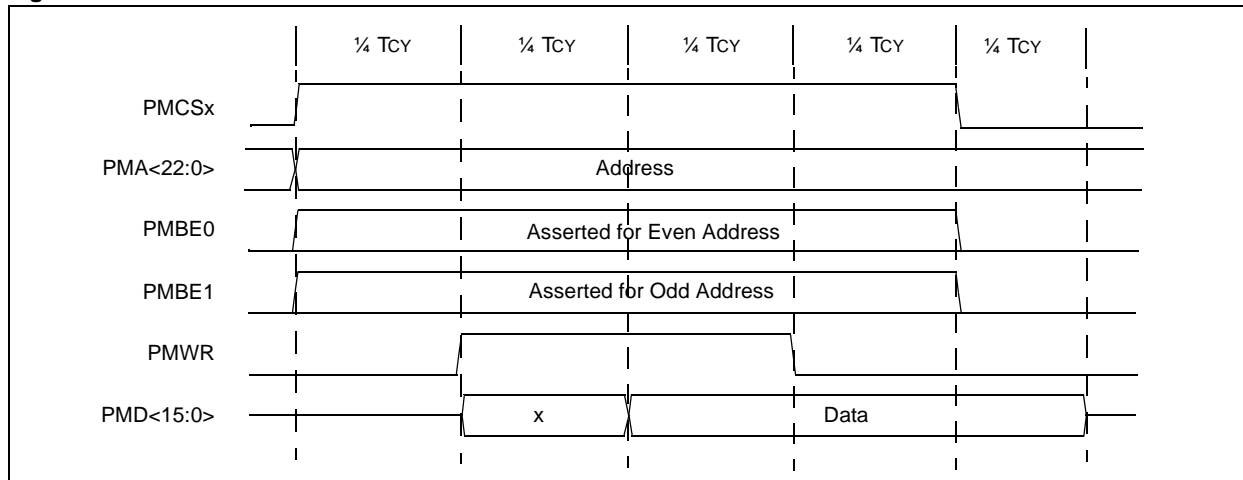 ¼ TCY ¼ TCY ¼ TCY ¼ TCY ¼ TCY
PMCSx
PMA<22:0> Address
PMBE0 Asserted for Even Address
PMBE1 Asserted for Odd Address
PMWR
PMD<15:0> x Data